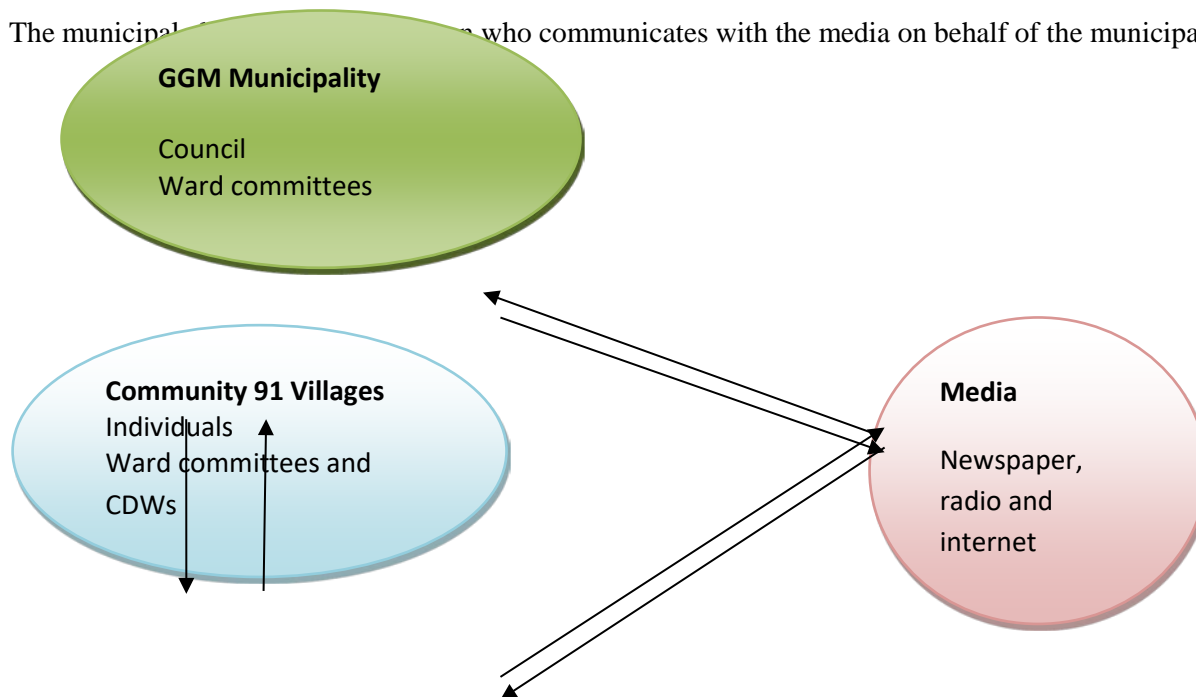 The municipal who communicates with the media on behalf of the
GGM Municipality
Council
Ward committees
Community 91 Villages
Individuals
Ward committees and
CDWs
Media
Newspaper,
radio and
internet